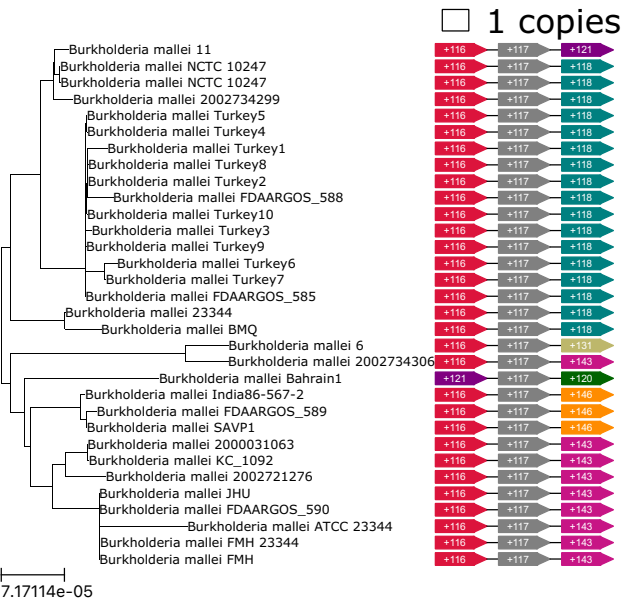 1 copies
Burkholderia mallei 11 +116 +117 +121
Burkholderia mallei NCTC 10247 +116 +117 +118
Burkholderia mallei NCTC 10247 +116 +117 +118
Burkholderia mallei 2002734299 +116 +117 +118
Burkholderia mallei Turkey5 +116 +117 +118
Burkholderia mallei Turkey4 +116 +117 +118
Burkholderia mallei Turkey1 +116 +117 +118
Burkholderia mallei Turkey8 +116 +117 +118
Burkholderia mallei Turkey2 +116 +117 +118
Burkholderia mallei FDAARGOS_588 +116 +117 +118
Burkholderia mallei Turkey10 +116 +117 +118
Burkholderia mallei Turkey3 +116 +117 +118
Burkholderia mallei Turkey9 +116 +117 +118
Burkholderia mallei Turkey6 +116 +117 +118
Burkholderia mallei Turkey7 +116 +117 +118
Burkholderia mallei FDAARGOS_585 +116 +117 +118
Burkholderia mallei 23344 +116 +117 +118
Burkholderia mallei BMQ +116 +117 +118
Burkholderia mallei 6 +116 +117 +131
Burkholderia mallei 2002734306 +116 +117 +143
Burkholderia mallei Bahrain1 +121 +117 +120
Burkholderia mallei India86-567-2 +116 +117 +146
Burkholderia mallei FDAARGOS_589 +116 +117 +146
Burkholderia mallei SAVP1 +116 +117 +146
Burkholderia mallei 2000031063 +116 +117 +143
Burkholderia mallei KC_1092 +116 +117 +143
Burkholderia mallei 2002721276 +116 +117 +143
Burkholderia mallei JHU +116 +117 +143
Burkholderia mallei FDAARGOS_590 +116 +117 +143
Burkholderia mallei ATCC 23344 +116 +117 +143
Burkholderia mallei FMH 23344 +116 +117 +143
Burkholderia mallei FMH +116 +117 +143
7.17114e-05